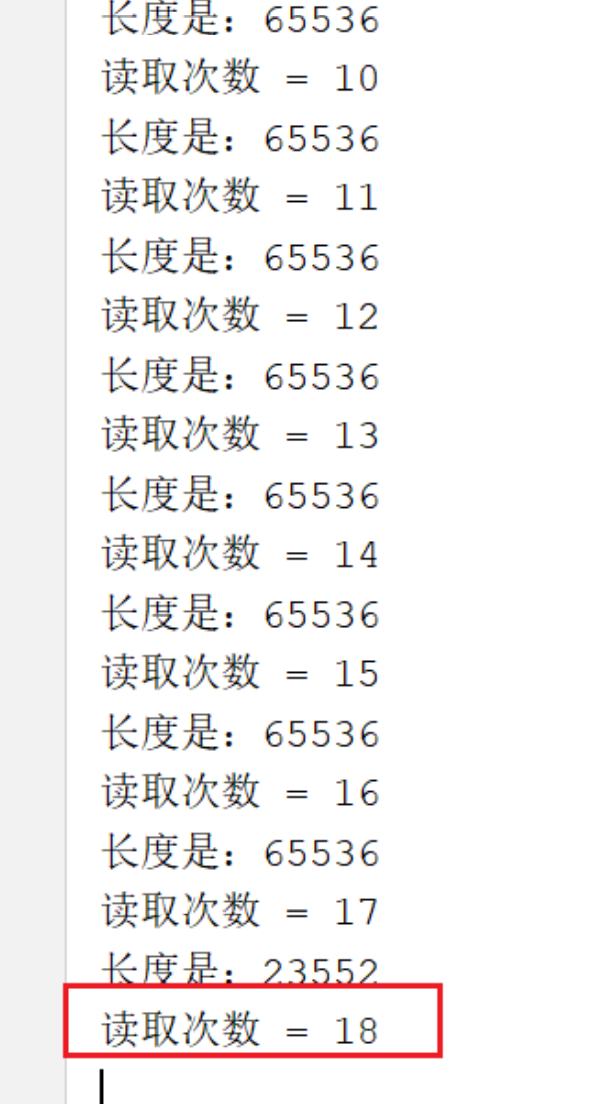 长度是：65536
读取次数 = 10
长度是：65536
读取次数 = 11
长度是：65536
读取次数 = 12
长度是：65536
读取次数 = 13
长度是：65536
读取次数 = 14
长度是：65536
读取次数 = 15
长度是：65536
读取次数 = 16
长度是：65536
读取次数 = 17
长度是：23552
读取次数 = 18